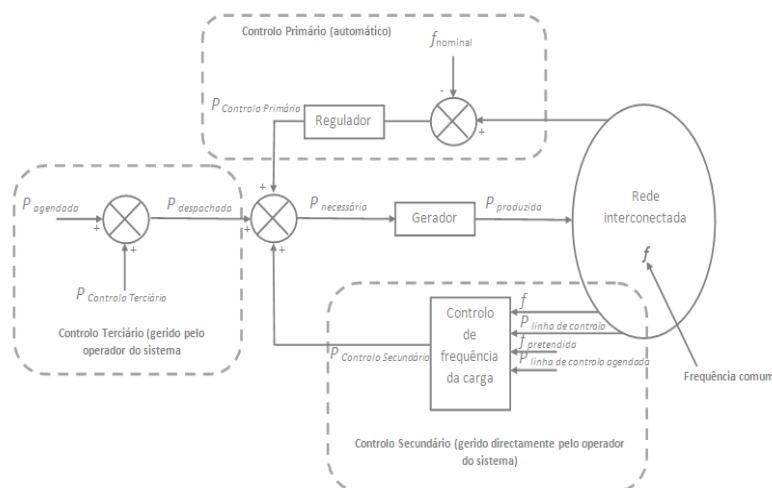 Controlo Primário (automático)
f nominal
P Controlo Primário
Regulador
-
+
Rede
interconectada
f
P agendada
+
P despachada
+
+
+
P necessária
Gerador
P produzida
+
P Controlo Terciário
Controlo Terciário (gerido pelo
operador do sistema
P Controlo Secundário
Controlo
de
frequência
da carga
f
P linha de controlo
f pretendida
P linha de controlo agendada
Frequência comum
Controlo Secundário (gerido directamente pelo operador
do sistema)